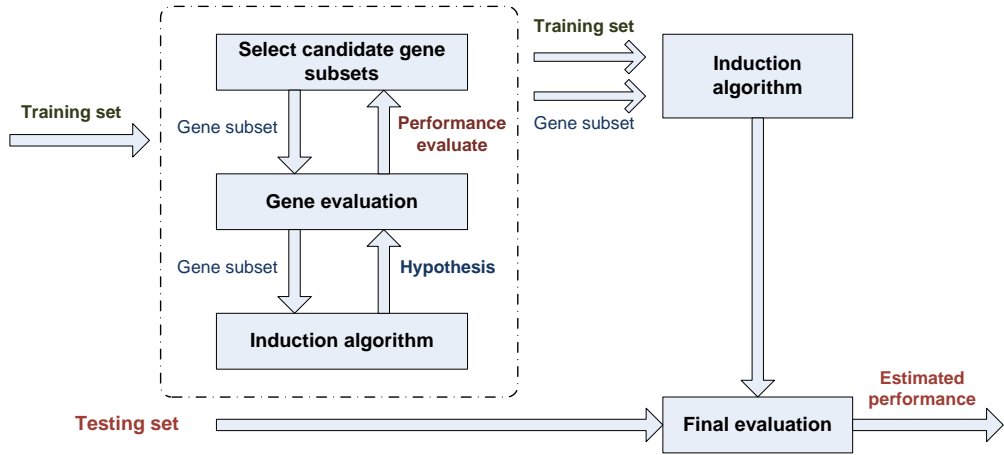 Training set
Select candidate gene
subsets
Gene subset
Performance
evaluate
Gene evaluation
Gene subset
Hypothesis
Induction algorithm
Training set
Gene subset
Induction
algorithm
Testing set
Final evaluation
Estimated
performance